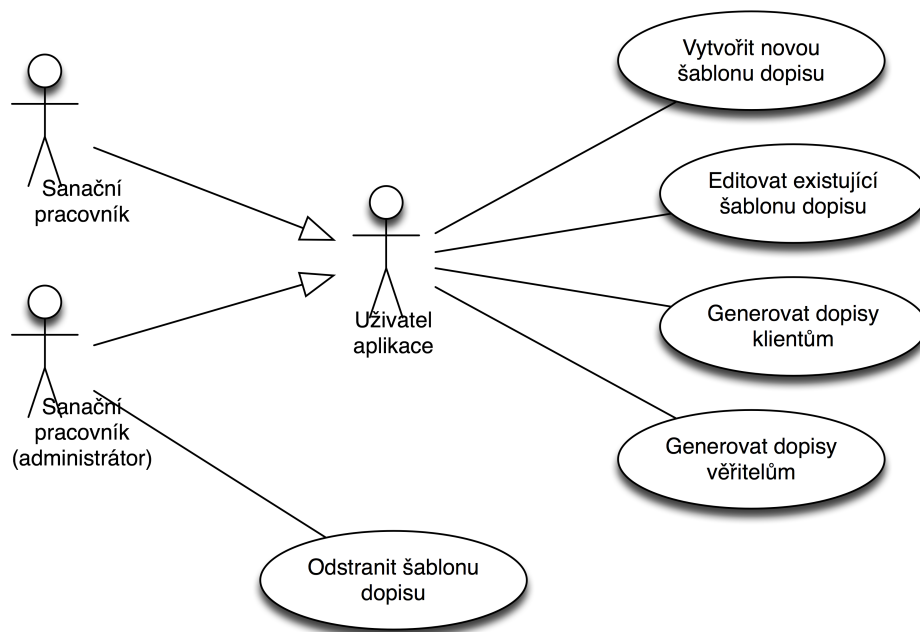 Vytvořit novou
šablonu dopisu
Editovat existující
šablonu dopisu
Sanační
pracovník
Generovat dopisy
klientům
Uživatel
aplikace
Sanační
pracovník
(administrátor)
Generovat dopisy
věřitelům
Odstranit šablonu
dopisu